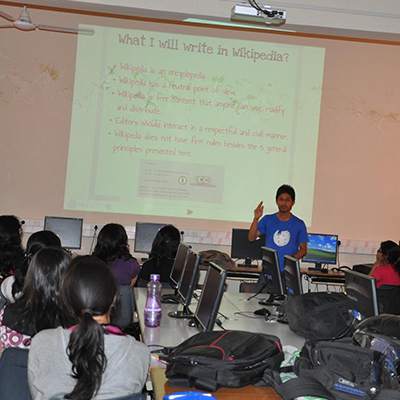 What I will write in Wikipedia?
Wikipedia is an encyclopedia
Wikipedia has a neutral point of view
Wikipedia is free content that anyone can use, modify
and distribute
Editors should interact in a respectful and civil manner.
Wikipedia does not have firm rules besides the 5 general
principles presented here.